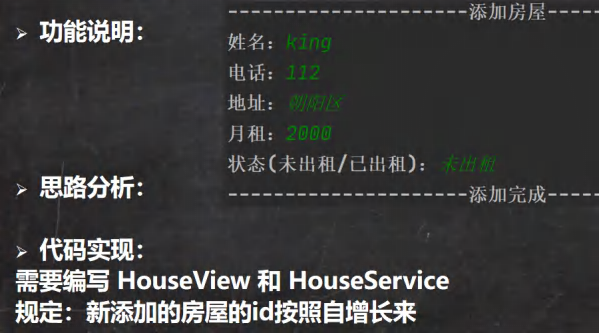 ---------------------添加房屋-----
➢ 功能说明：
姓名：king
电话：112
地址：朝阳区
月租：2000
状态(未出租/已出租)：未出租
---------------------添加完成-----
➢ 思路分析：
➢ 代码实现：
需要编写 HouseView 和 HouseService
规定：新添加的房屋的id按照自增长来